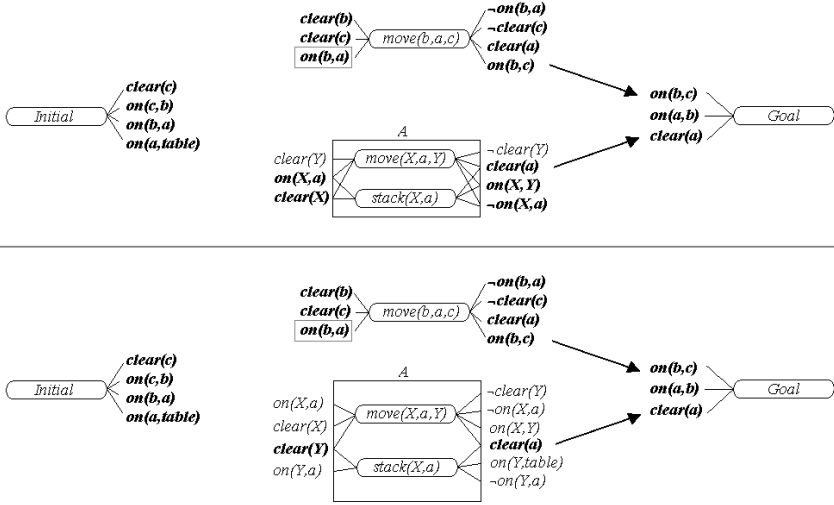 clear(b)
clear(c)
on(b,a)
move(b,a,c)
¬on(b,a)
¬clear(c)
clear(a)
on(b,c)
Initial
clear(c)
on(c,b)
on(b,a)
on(a,table)
on(b,c)
on(a,b)
clear(a)
Goal
A
clear(Y)
on(X,a)
clear(X)
move(X,a,Y)
stack(X,a)
¬clear(Y)
clear(a)
on(X,Y)
¬on(X,a)
clear(b)
clear(c)
on(b,a)
move(b,a,c)
¬on(b,a)
¬clear(c)
clear(a)
on(b,c)
Initial
clear(c)
on(c,b)
on(b,a)
on(a,table)
on(b,c)
on(a,b)
clear(a)
Goal
A
on(X,a)
clear(X)
clear(Y)
on(Y,a)
move(X,a,Y)
stack(X,a)
¬clear(Y)
¬on(X,a)
on(X,Y)
clear(a)
on(Y,table)
¬on(Y,a)